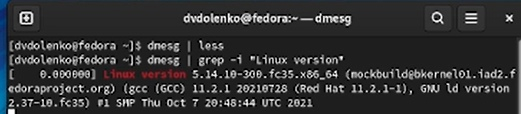 dvdolenko@fedora:~ — dmesg
[dvdolenko@fedora ~]$ dmesg | less
[dvdolenko@fedora ~]$ dmesg | grep -i "Linux version"
[    0.000000] Linux version 5.14.10-300.fc35.x86_64 (mockbuild@bkernel01.iad2.f
edoraproject.org) (gcc (GCC) 11.2.1 20210728 (Red Hat 11.2.1-1), GNU ld version
2.37-10.fc35) #1 SMP Thu Oct 7 20:48:44 UTC 2021